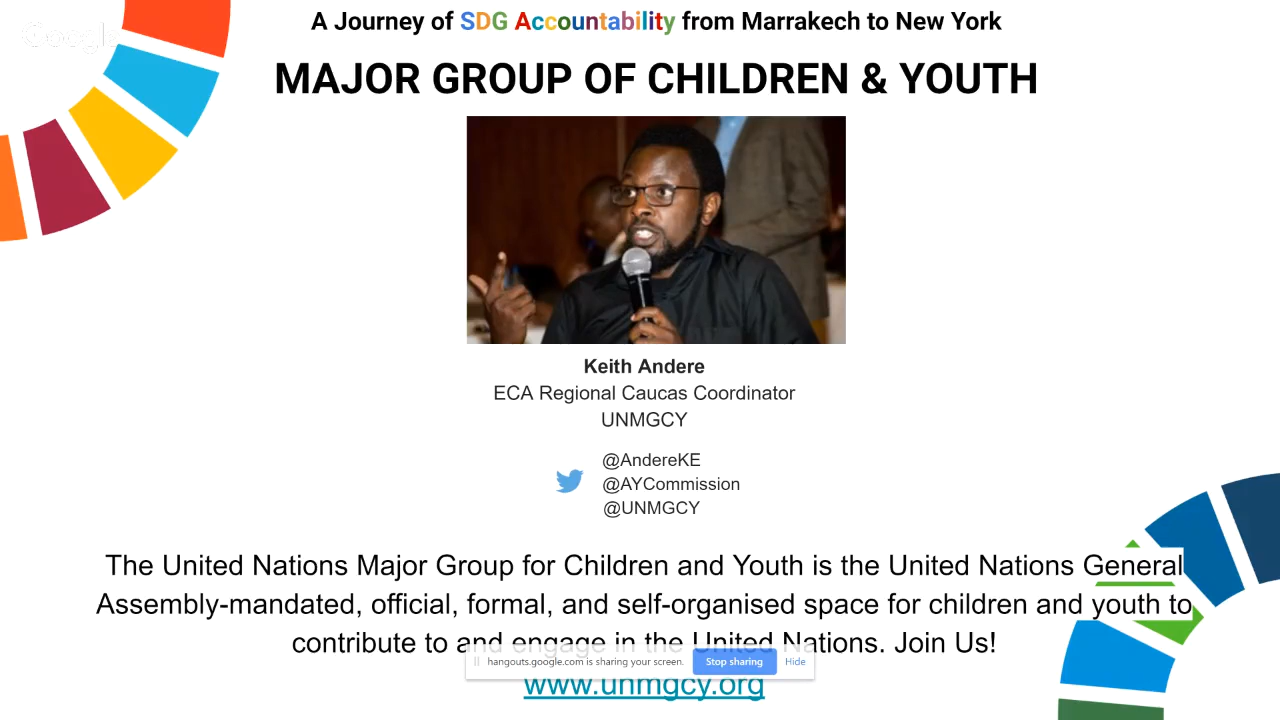 A Journey of SDG Accountability from Marrakech to New York
Google
MAJOR GROUP OF CHILDREN & YOUTH
Keith Andere
ECA Regional Caucas Coordinator
UNMGCY
@AndereKE
@AYCommission
@UNMGCY
The United Nations Major Group for Children and Youth is the United Nations General
Assembly-mandated, official, formal, and self-organised space for children and youth to
contribute to and engage in the United Nations. Join Us!
hangouts.google.com is sharing your screen. Stop sharing Hide
www.unmgcy.org